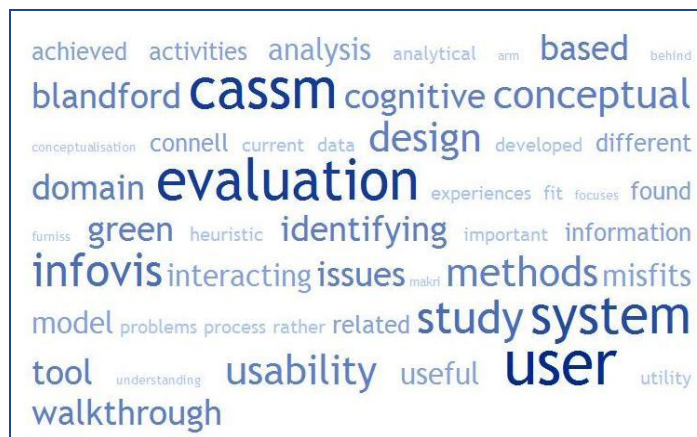 achieved activities analysis analytical arm based behind
blandford cassm cognitive conceptual
conceptualisation connell current data design developed different
domain evaluation experiences fit focuses found
furniss green heuristic identifying important information
infovis interacting issues makri methods misfits
model problems process rather related study system
tool understanding usability useful user utility
walkthrough